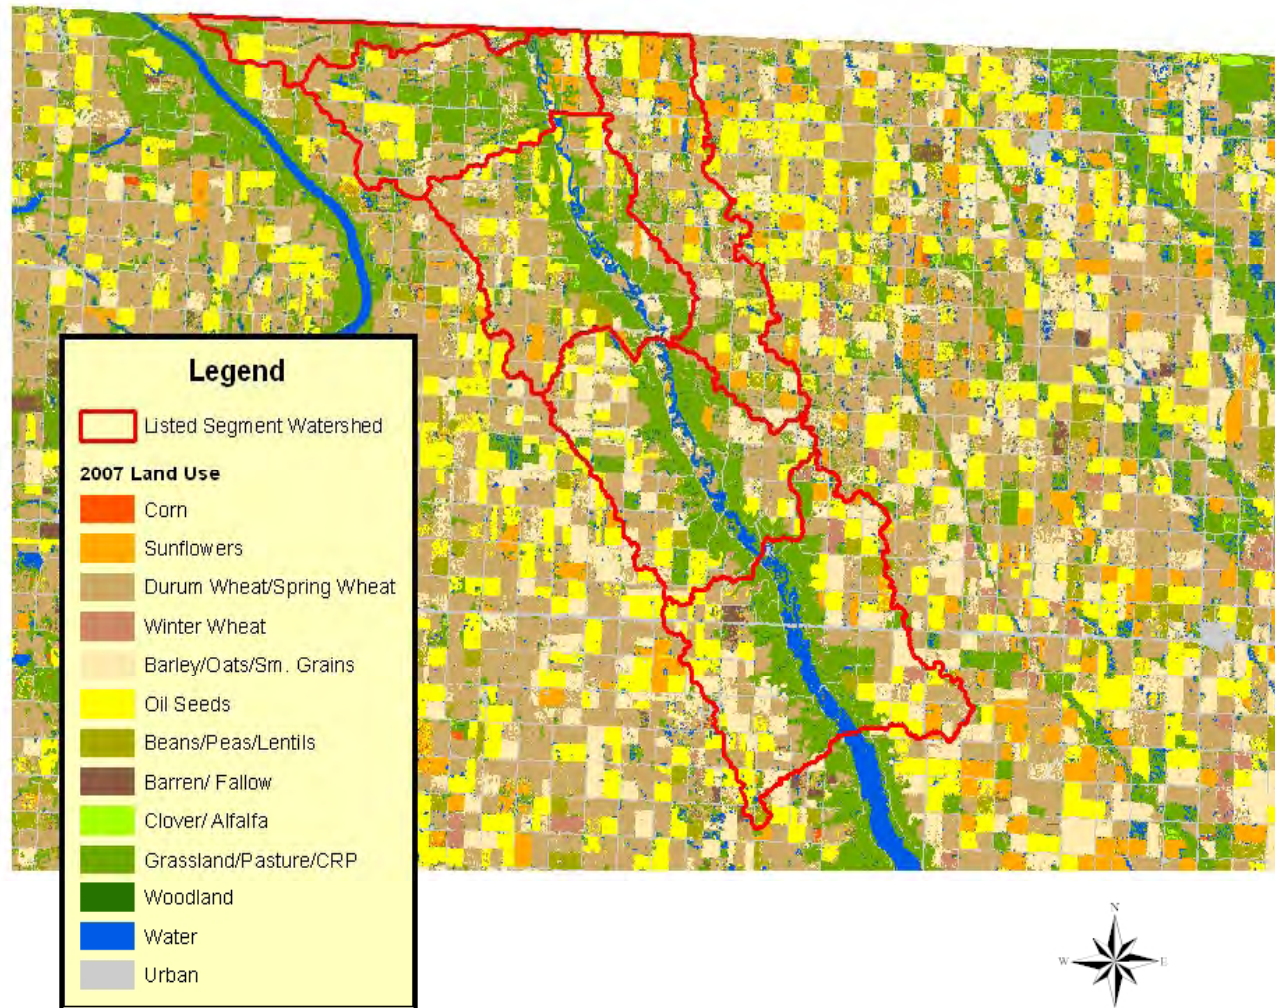 Legend
Listed Segment Watershed
2007 Land Use
Corn
Sunflowers
Durum Wheat/Spring Wheat
Winter Wheat
Barley/Oats/Sm. Grains
Oil Seeds
Beans/Peas/Lentils
Barren/ Fallow
Clover/ Alfalfa
Grassland/Pasture/CRP
Woodland
Water
Urban
N
W E